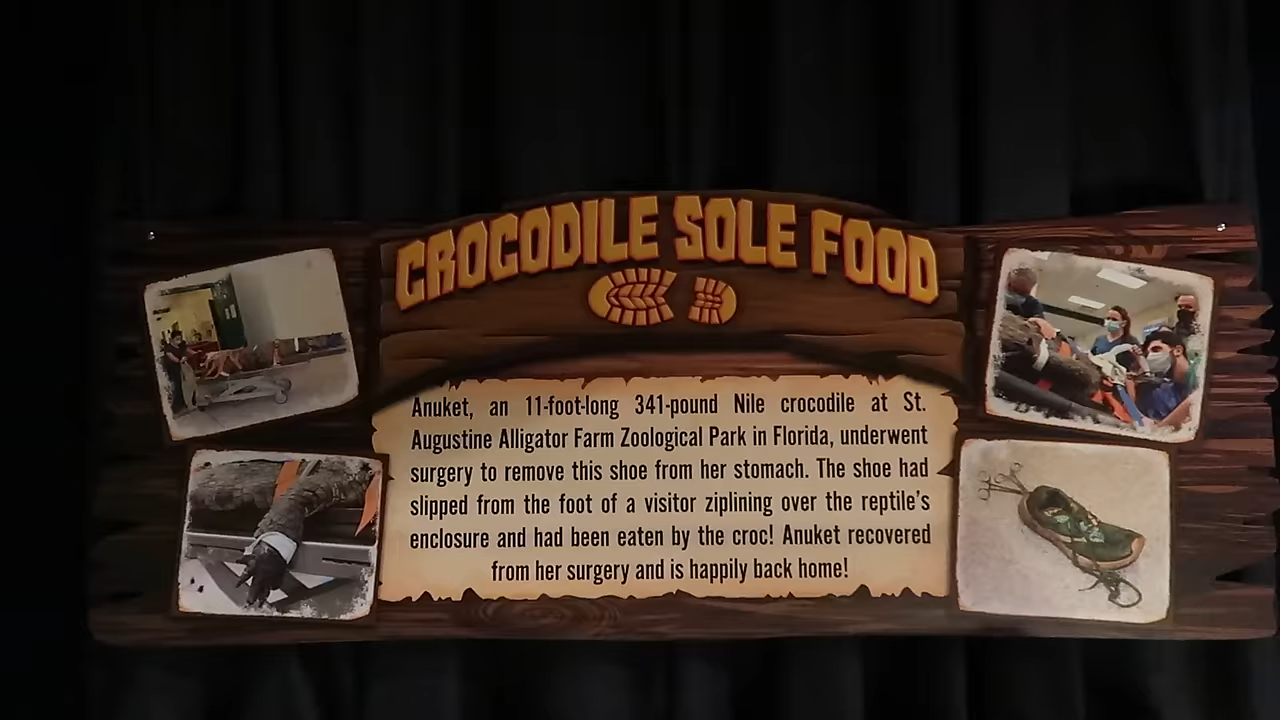 CROCODILE SOLE FOOD
Anuket, an 11-foot-long 341-pound Nile crocodile at St.
Augustine Alligator Farm Zoological Park in Florida, underwent
surgery to remove this shoe from her stomach. The shoe had
slipped from the foot of a visitor ziplining over the reptile's
enclosure and had been eaten by the croc! Anuket recovered
from her surgery and is happily back home!